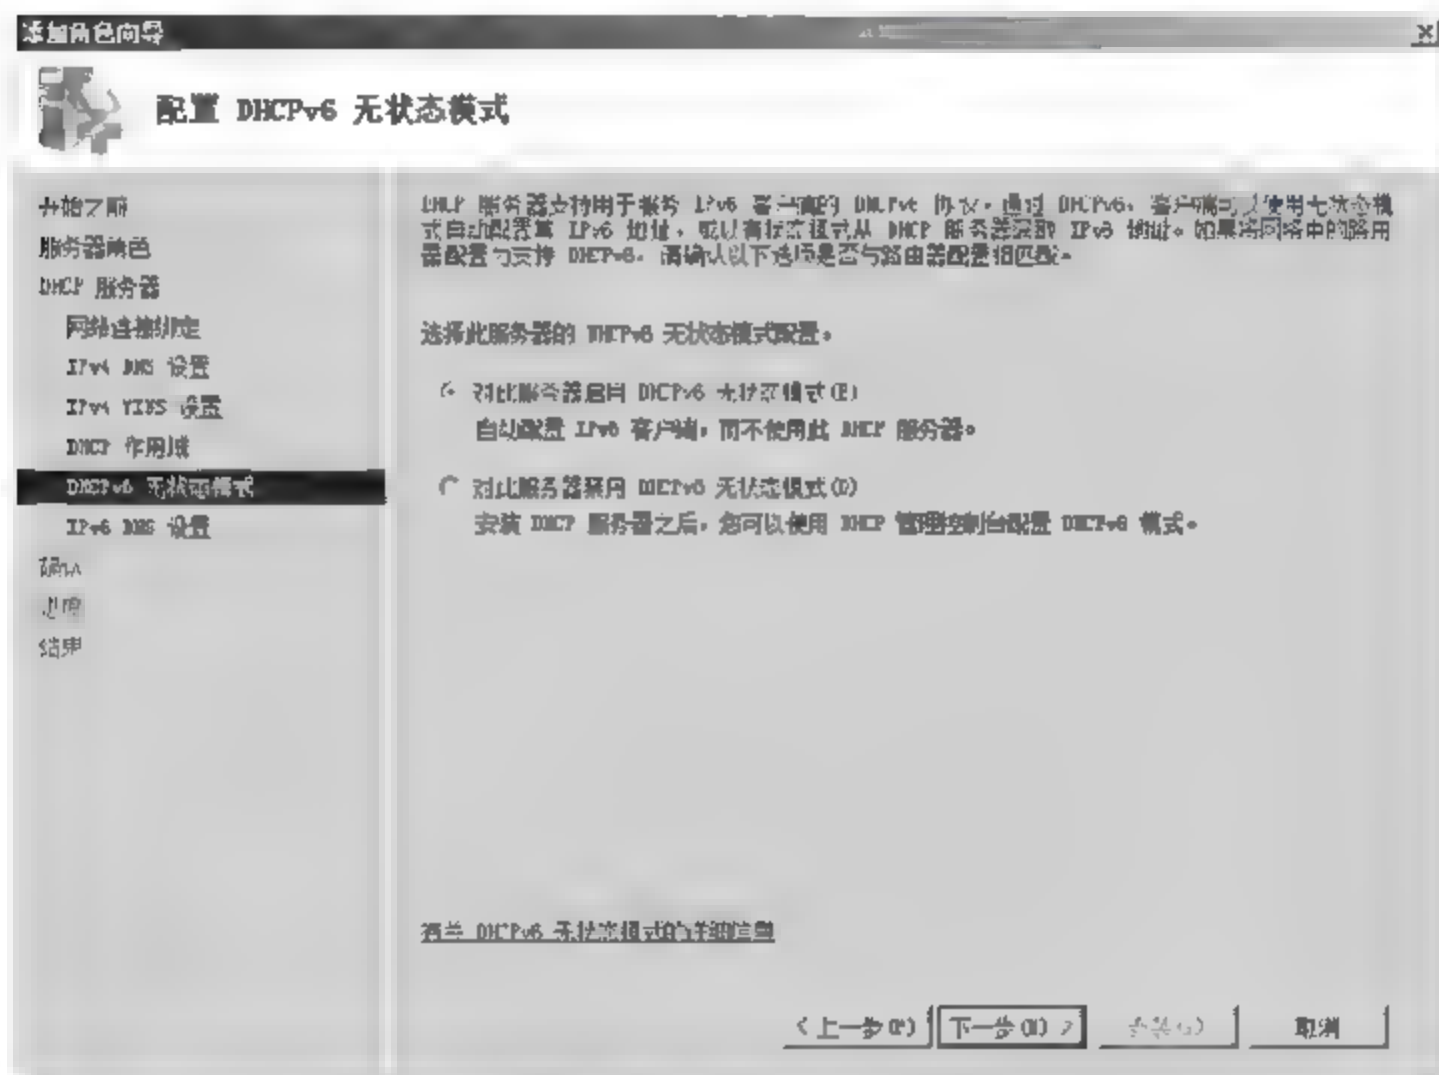 添加角色向导
配置 DHCPv6 无状态模式
开始之前
服务器角色
DHCP 服务器
网络连接绑定
IPv4 DNS 设置
IPv4 WINS 设置
DHCP 作用域
DHCPv6 无状态模式
IPv6 DNS 设置
确认
进度
结果
DHCP 服务器支持用于服务 IPv6 客户端的 DHCPv6 协议。通过 DHCPv6，客户端可以使用无状态模
式自动配置其 IPv6 地址，或以有状态模式从 DHCP 服务器获取 IPv6 地址。如果将网络中的路由
器配置为支持 DHCPv6，请确认以下选项是否与路由器配置相匹配。
选择此服务器的 DHCPv6 无状态模式配置。
对此服务器启用 DHCPv6 无状态模式(E)
自动配置 IPv6 客户端，而不使用此 DHCP 服务器。
对此服务器禁用 DHCPv6 无状态模式(D)
安装 DHCP 服务器之后，您可以使用 DHCP 管理控制台配置 DHCPv6 模式。
有关 DHCPv6 无状态模式的详细信息
< 上一步(P)
下一步(N) >
安装(I)
取消